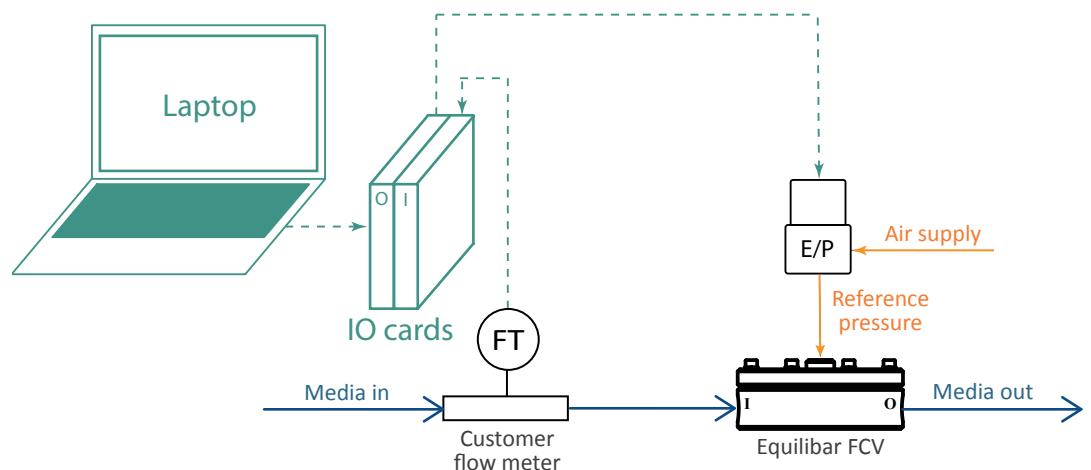 Laptop
O I
IO cards
FT
E/P
Air supply
Reference
pressure
Media in
Customer
flow meter
I O
Equilibar FCV
Media out